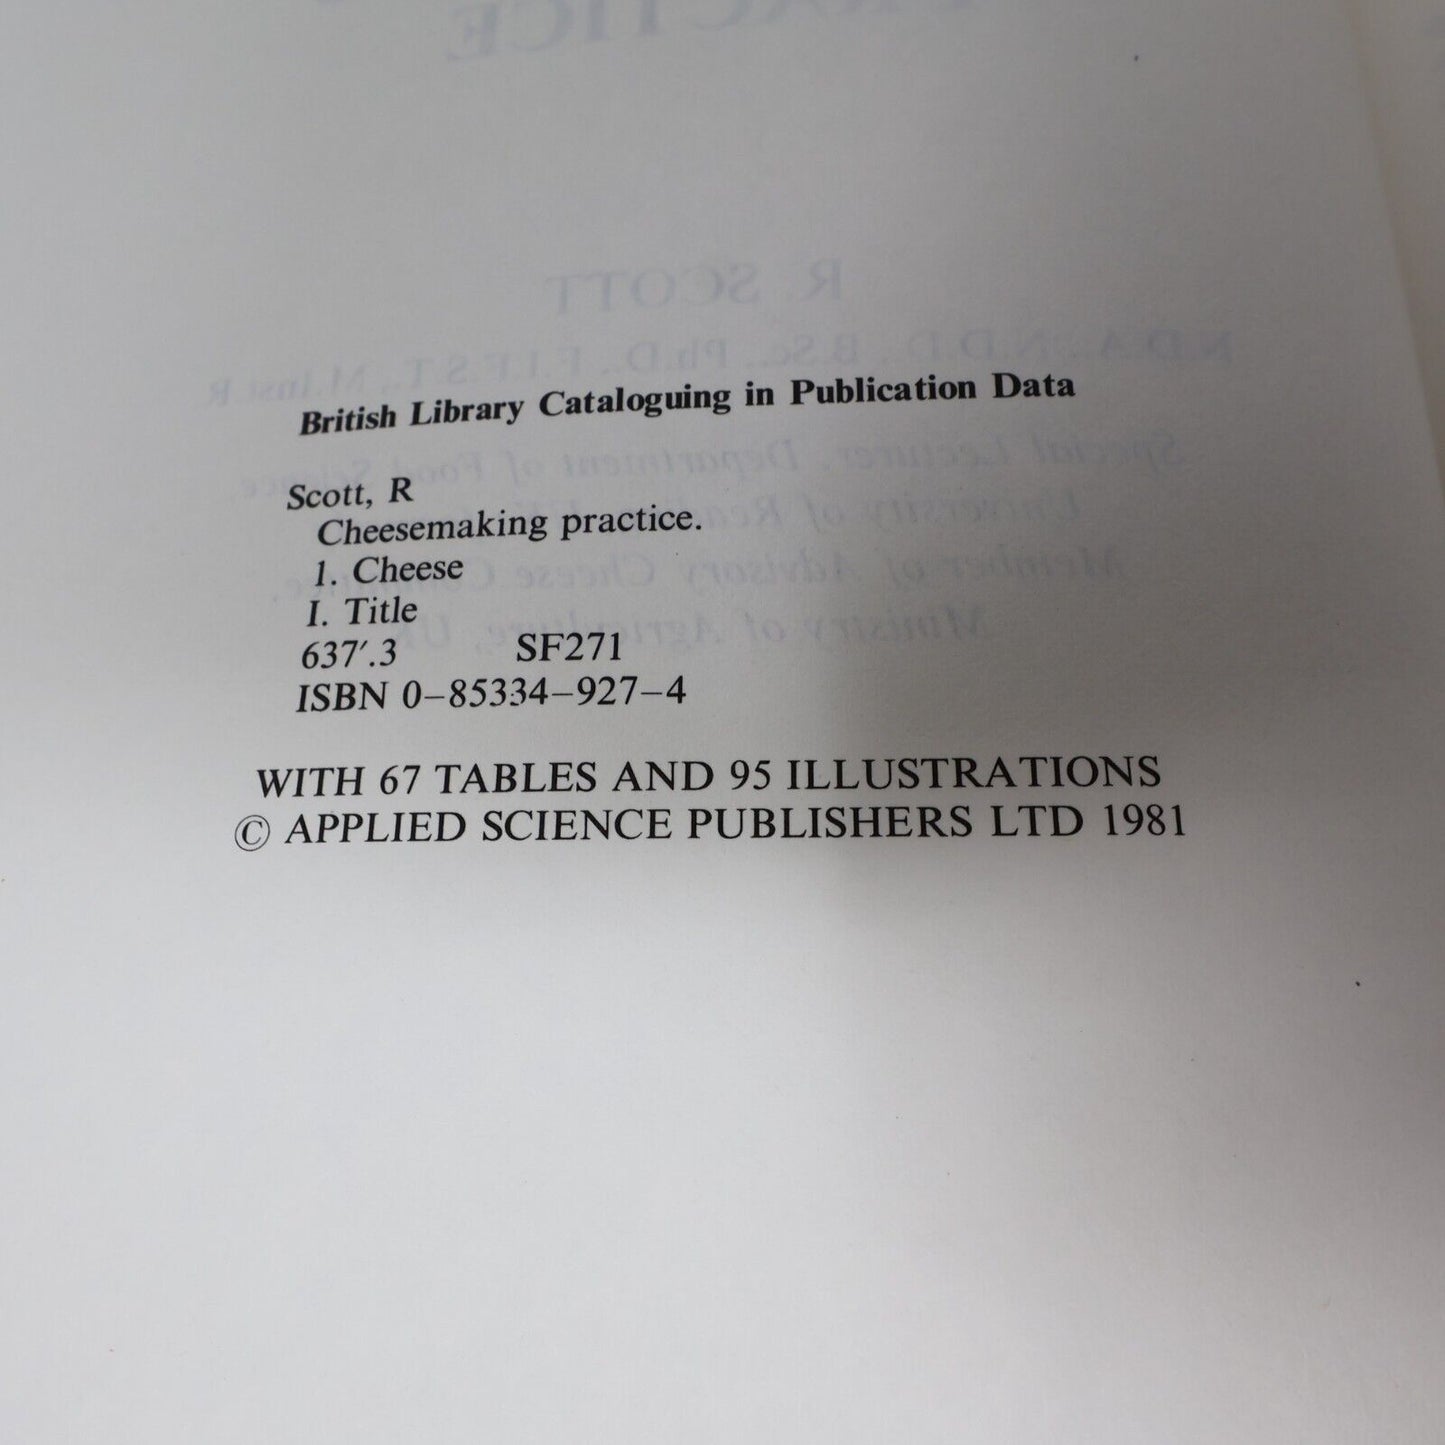 British Library Cataloguing in Publication Data
Scott, R
Cheesemaking practice.
1. Cheese
I. Title
637′.3 SF271
ISBN 0–85334–927–4
WITH 67 TABLES AND 95 ILLUSTRATIONS
© APPLIED SCIENCE PUBLISHERS LTD 1981